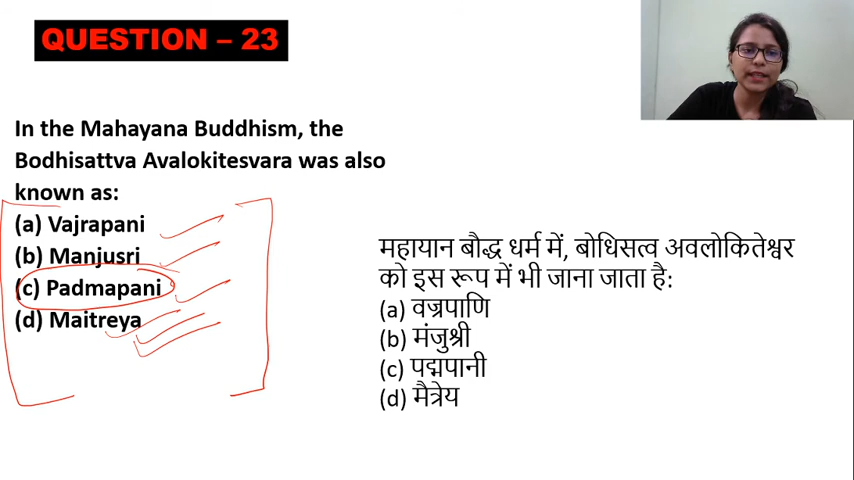 QUESTION – 23
In the Mahayana Buddhism, the
Bodhisattva Avalokitesvara was also
known as:
(a) Vajrapani
(b) Manjusri
(c) Padmapani
(d) Maitreya
महायान बौद्ध धर्म में, बोधिसत्व अवलोकितेश्वर
को इस रूप में भी जाना जाता है:
(a) वज्रपाणि
(b) मंजुश्री
(c) पद्मपानी
(d) मैत्रेय